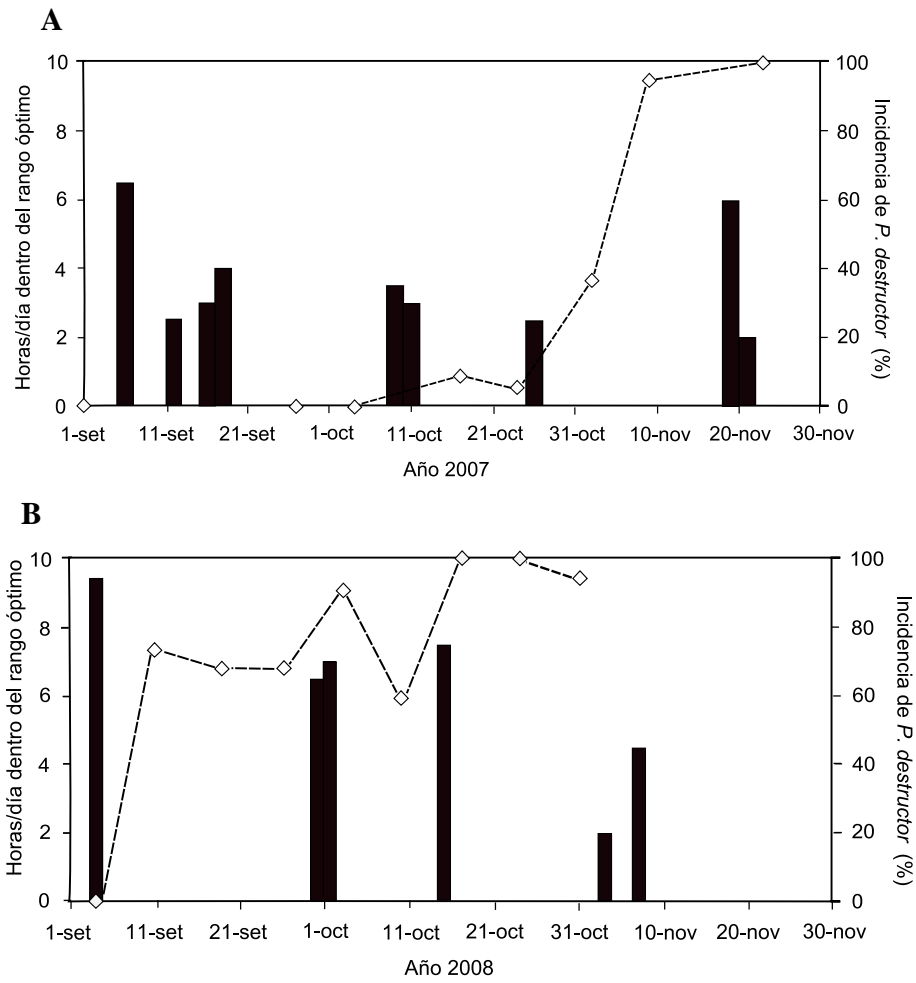 A
Horas/día dentro del rango óptimo
Incidencia de P. destructor (%)
10
8
6
4
2
0
100
80
60
40
20
0
1-set 11-set 21-set 1-oct 11-oct 21-oct 31-oct 10-nov 20-nov 30-nov
Año 2007
B
Horas/día dentro del rango óptimo
Incidencia de P. destructor (%)
10
8
6
4
2
0
100
80
60
40
20
0
1-set 11-set 21-set 1-oct 11-oct 21-oct 31-oct 10-nov 20-nov 30-nov
Año 2008